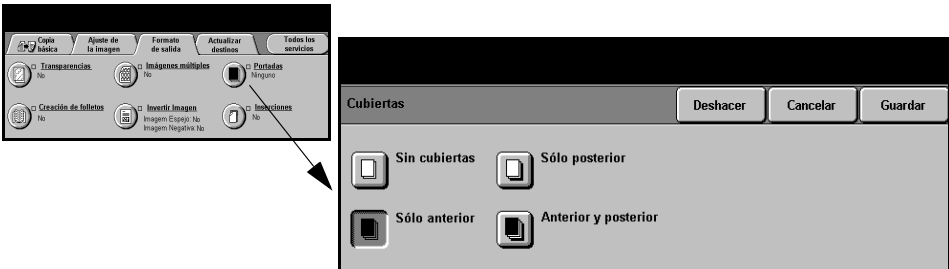 Copia
básica
Ajuste de
la imagen
Formato
de salida
Actualizar
destinos
Todos los
servicios
Transparencias
No
Imágenes múltiples
No
Portadas
Ninguno
Creación de folletos
No
Invertir Imagen
Imagem Espejo: No
Imagem Negativa: No
Inserciones
No
Cubiertas
Deshacer
Cancelar
Guardar
Sin cubiertas
Sólo posterior
Sólo anterior
Anterior y posterior